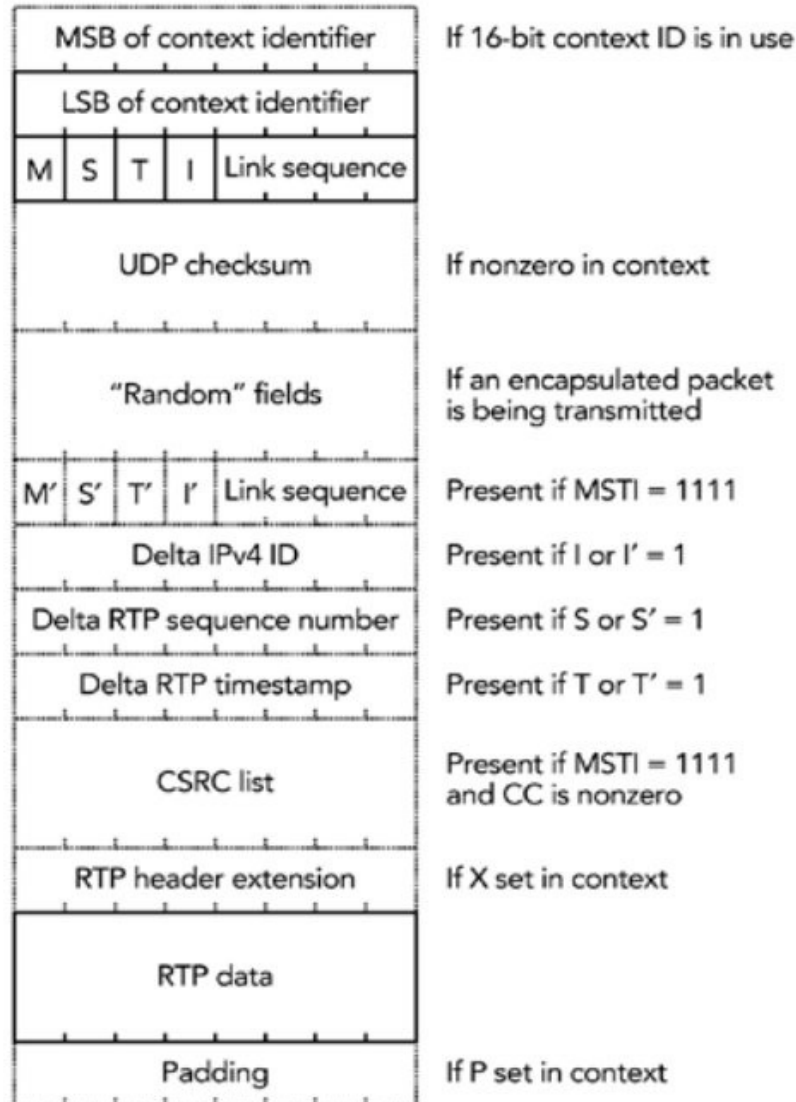 MSB of context identifier If 16-bit context ID is in use
LSB of context identifier
M S T I Link sequence
UDP checksum If nonzero in context
“Random” fields If an encapsulated packet
is being transmitted
M′ S′ T′ I′ Link sequence Present if MSTI = 1111
Delta IPv4 ID Present if I or I′ = 1
Delta RTP sequence number Present if S or S′ = 1
Delta RTP timestamp Present if T or T′ = 1
CSRC list Present if MSTI = 1111
and CC is nonzero
RTP header extension If X set in context
RTP data
Padding If P set in context